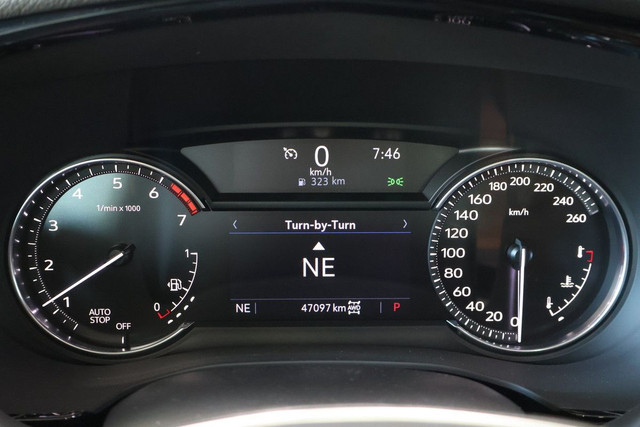 0
7:46
km/h
323 km
Turn-by-Turn
NE
NE
47097 km
AWD
P
1/min x 1000
1
2
3
4
5
6
7
AUTO
STOP
OFF
1
0
km/h
0
20
40
60
80
100
120
140
160
180
200
220
240
260